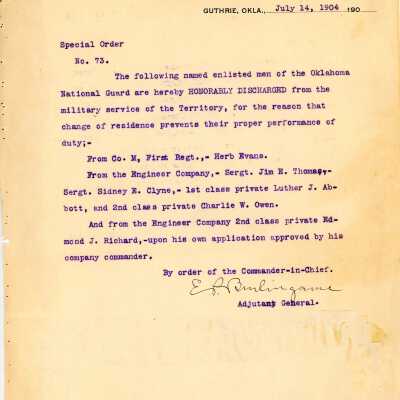 GUTHRIE, OKLA., July 14, 1904 190
Special Order
No. 73.
The following named enlisted men of the Oklahoma
National Guard are hereby HONORABLY DISCHARGED from the
military service of the Territory, for the reason that
change of residence prevents their proper performance of
duty;-
From Co. M, First Regt.,- Herb Evans.
From the Engineer Company,- Sergt. Jim E. Thomas,-
Sergt. Sidney E. Clyne,- 1st class private Luther J. Ab-
bott, and 2nd class private Charlie W. Owen.
And from the Engineer Company 2nd class private Ed-
mond J. Richard,-upon his own application approved by his
company commander.
By order of the Commander-in-Chief.
E. P. Burlingame
Adjutant General.